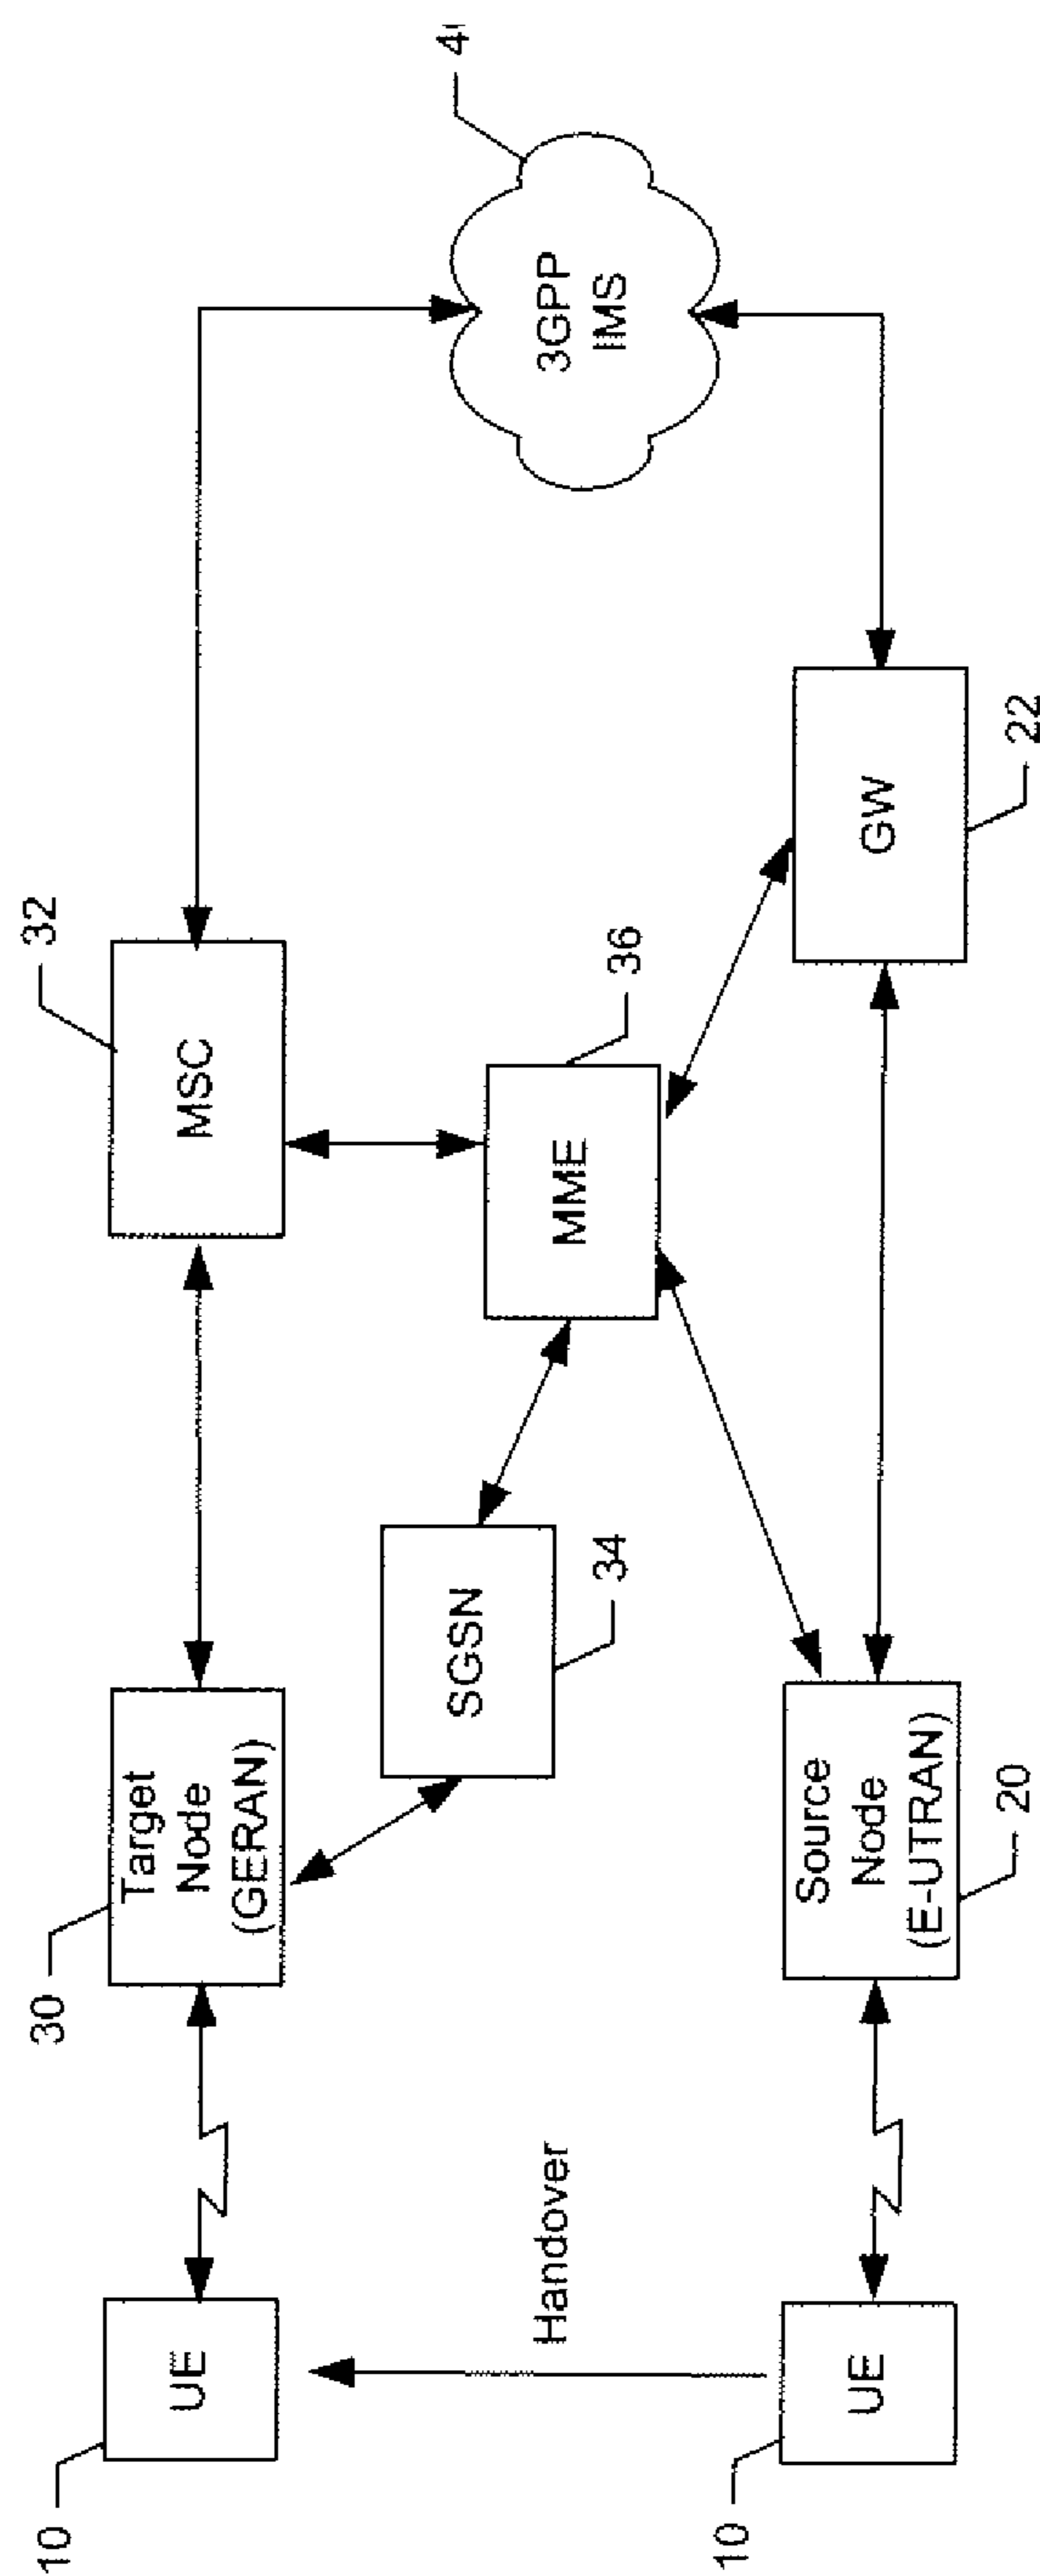 10
UE
30
Target
Node
(GERAN)
MSC
32
SGSN
34
MME
36
3GPP
IMS
Handover
10
UE
Source
Node
(E-UTRAN)
20
GW
22